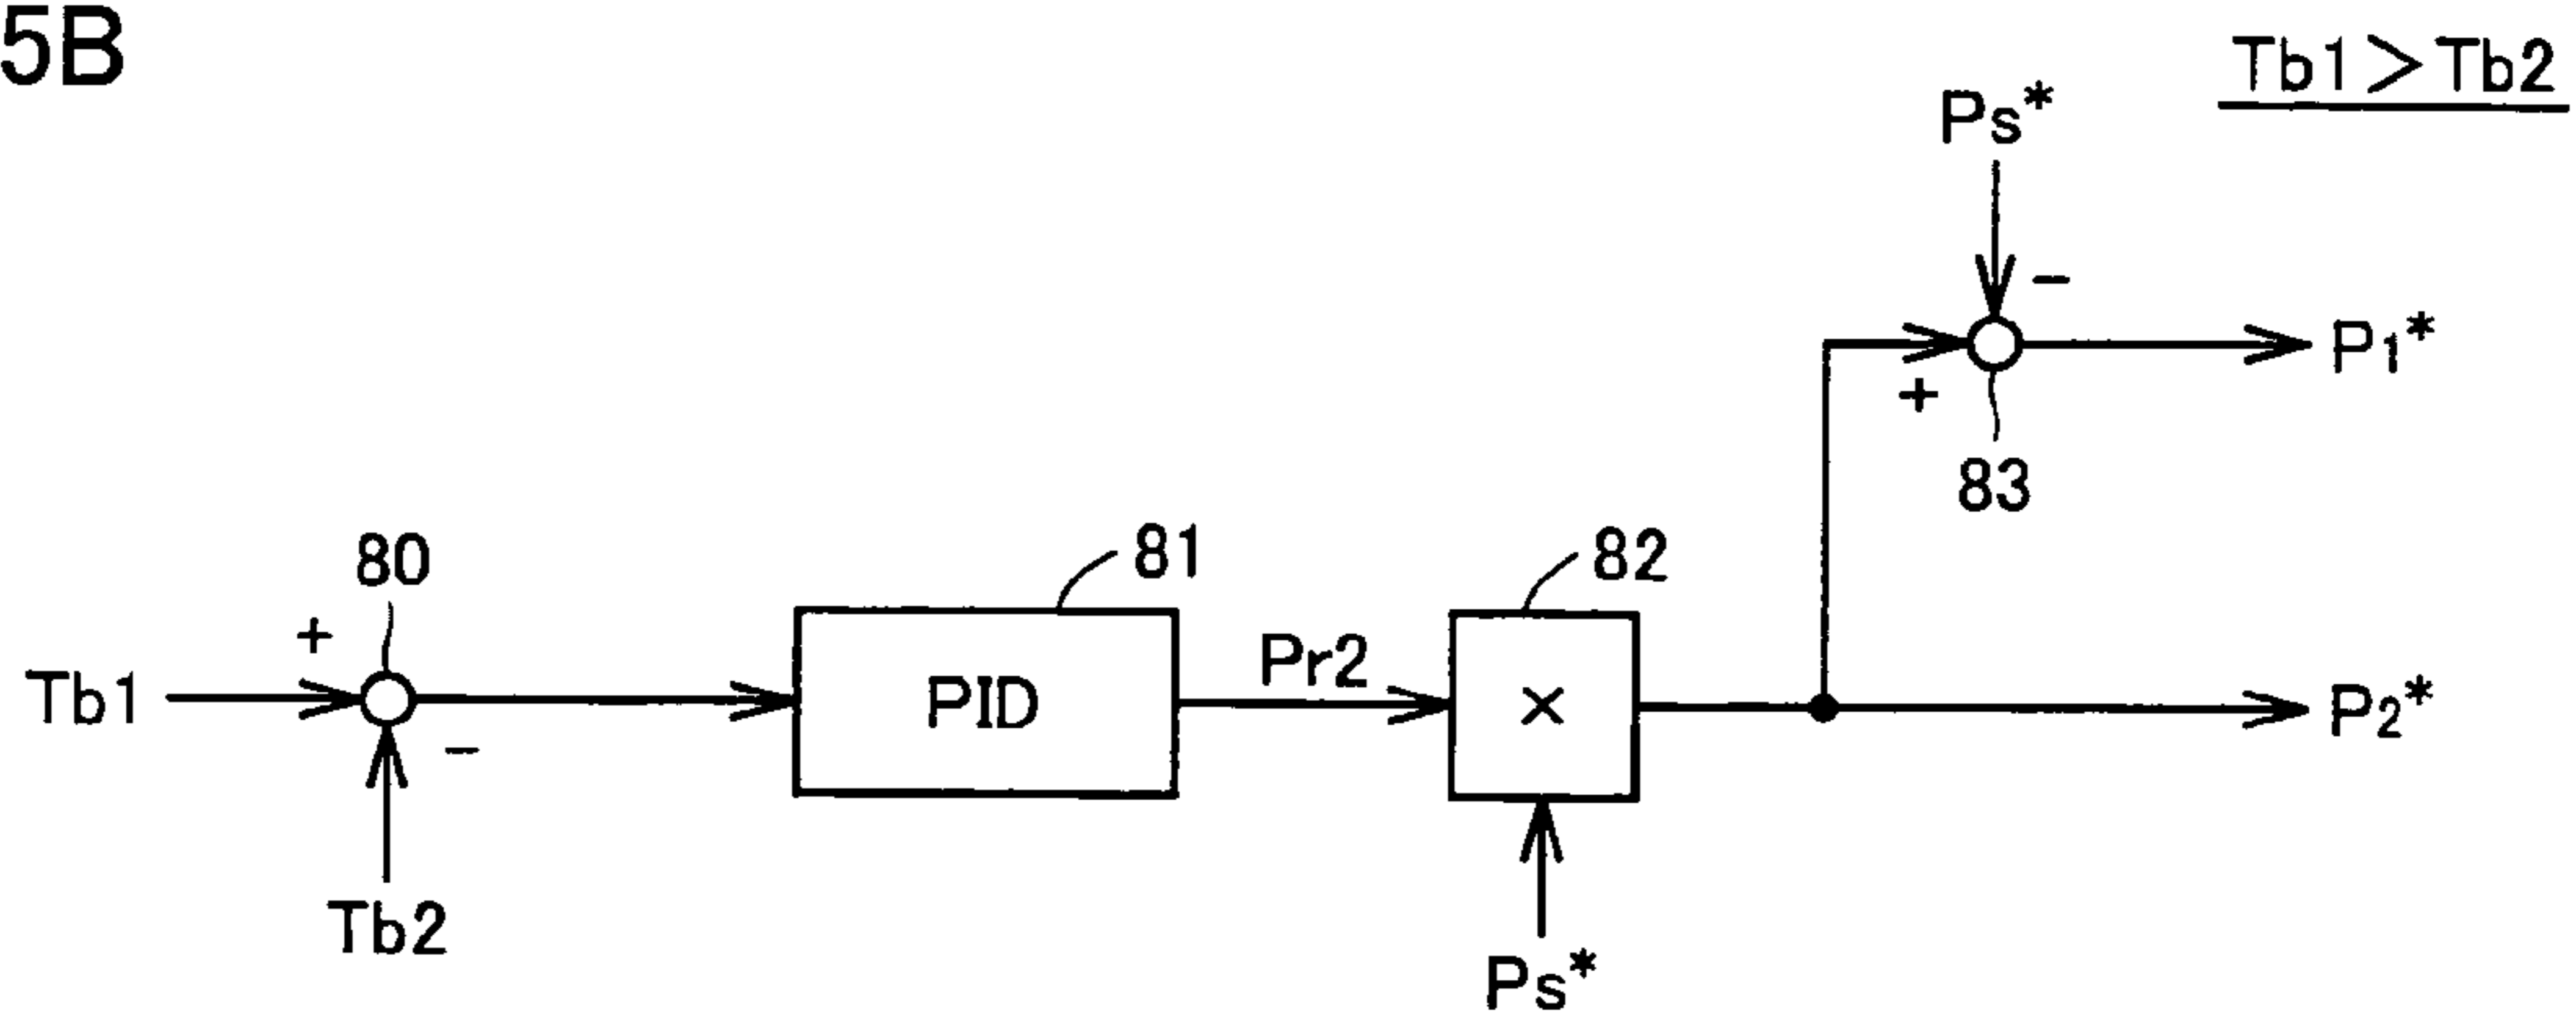 5B
Tb1>Tb2
Ps*
−
P1*
+
83
80
81
82
+
Tb1
PID
Pr2
×
P2*
−
Tb2
Ps*